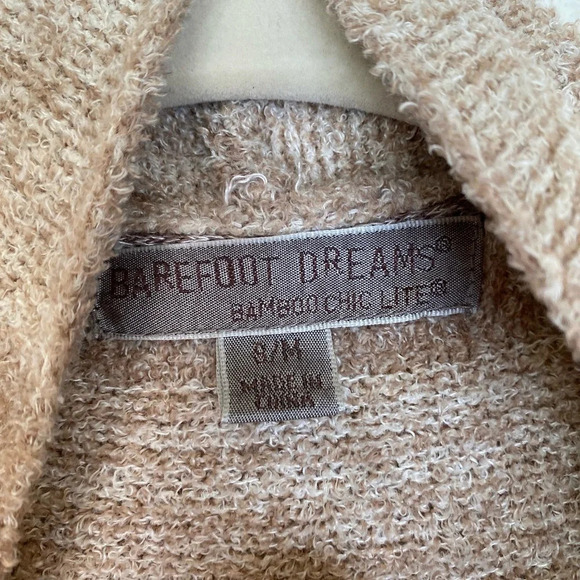 BAREFOOT DREAMS®
BAMBOO CHIC LITE®
S/M
MADE IN
CHINA